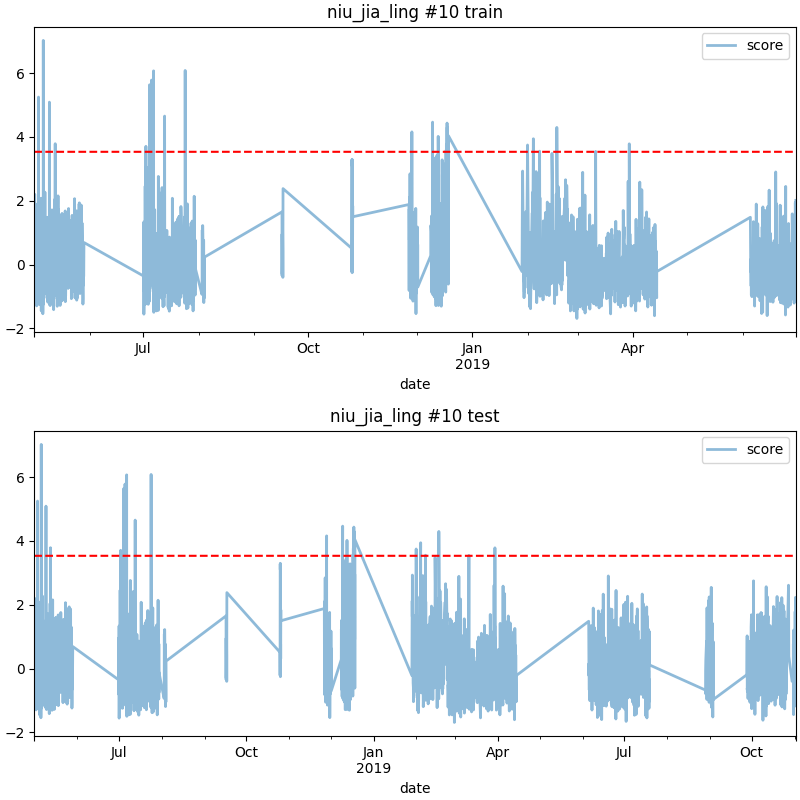 niu_jia_ling #10 train
score
6
4
2
0
−2
Jul
Oct
Jan
2019
Apr
date
niu_jia_ling #10 test
score
6
4
2
0
−2
Jul
Oct
Jan
2019
Apr
Jul
Oct
date